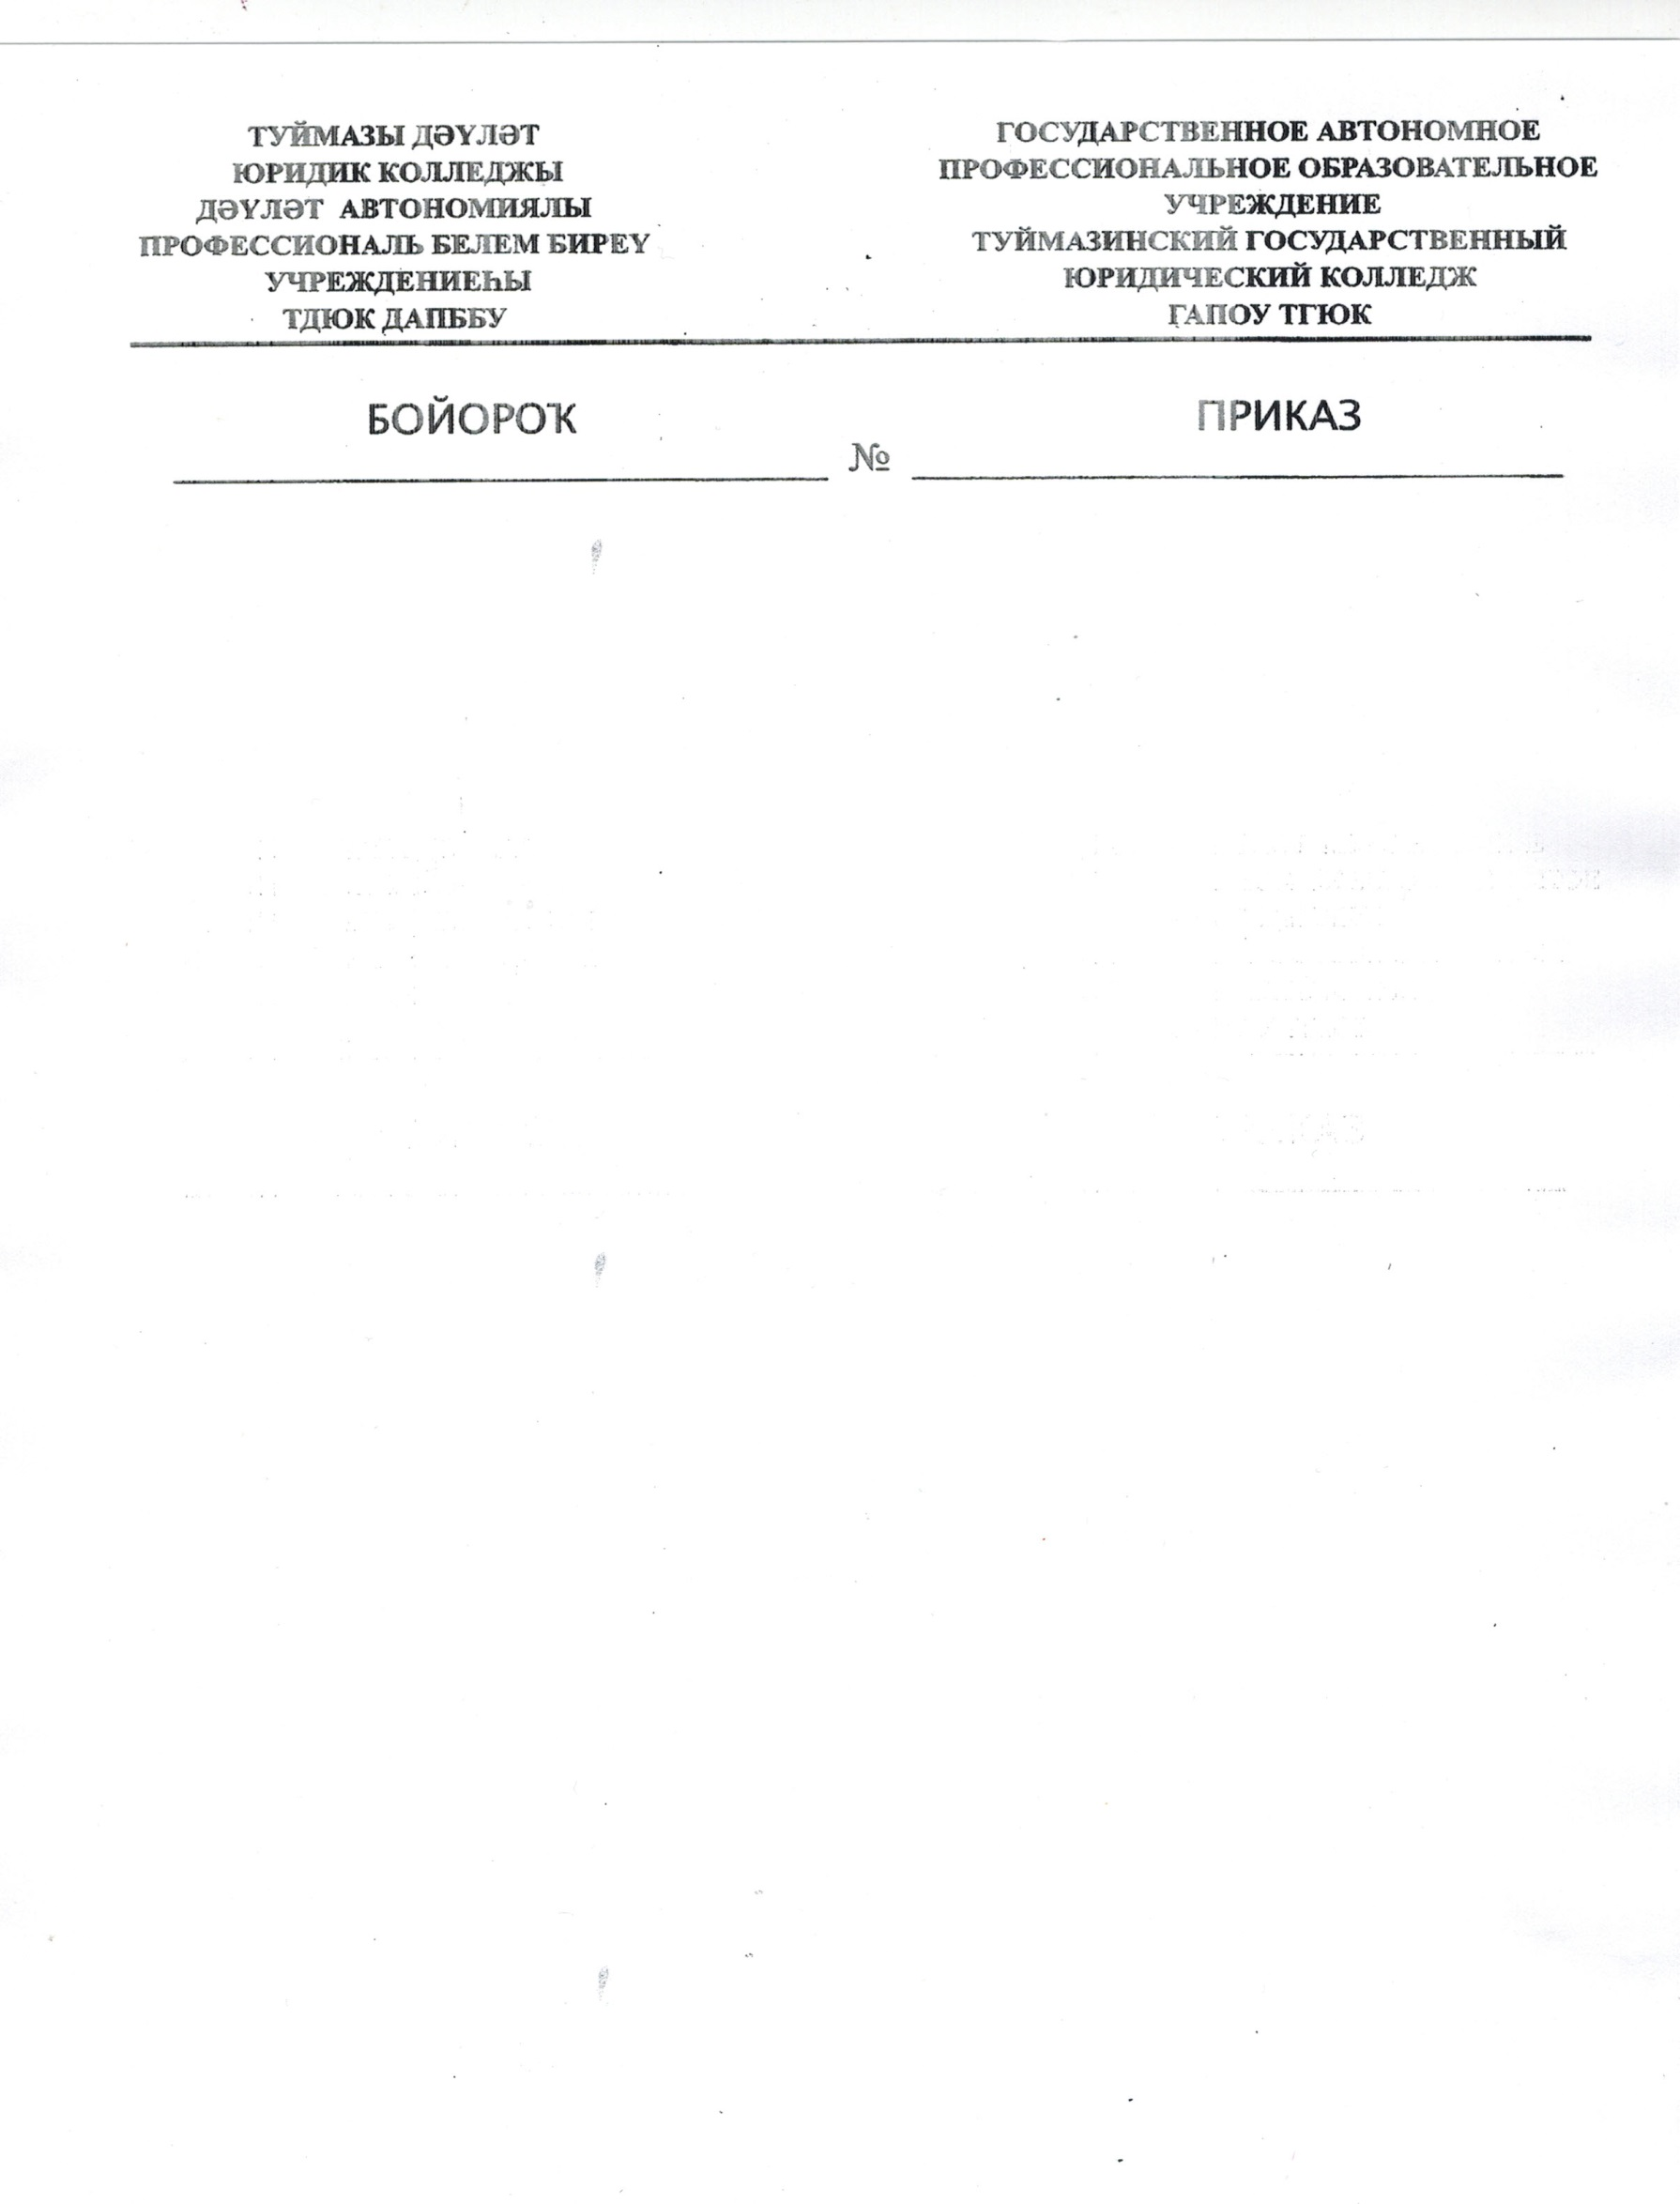 ТУЙМАЗЫ ДӘҮЛӘТ
ЮРИДИК КОЛЛЕДЖЫ
ДӘҮЛӘТ АВТОНОМИЯЛЫ
ПРОФЕССИОНАЛЬ БЕЛЕМ БИРЕҮ
УЧРЕЖДЕНИЕҺЫ
ТДЮК ДАПББУ
ГОСУДАРСТВЕННОЕ АВТОНОМНОЕ
ПРОФЕССИОНАЛЬНОЕ ОБРАЗОВАТЕЛЬНОЕ
УЧРЕЖДЕНИЕ
ТУЙМАЗИНСКИЙ ГОСУДАРСТВЕННЫЙ
ЮРИДИЧЕСКИЙ КОЛЛЕДЖ
ГАПОУ ТГЮК
БОЙОРОҠ
ПРИКАЗ
№